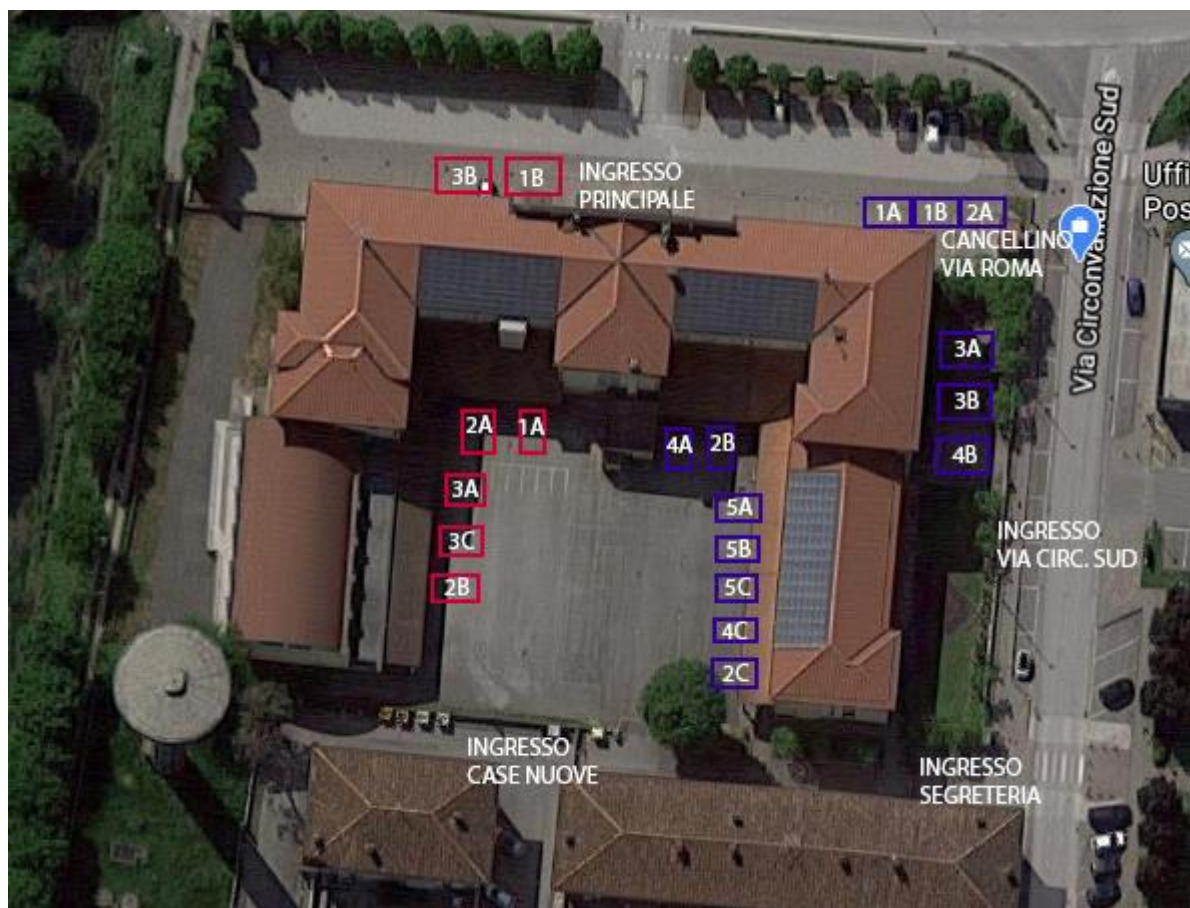 3B
1B
INGRESSO
PRINCIPALE
Uffi
Pos
1A
1B
2A
CANCELLINO
VIA ROMA
Via Circonvallazione Sud
3A
3B
4B
2A
1A
4A
2B
3A
5A
3C
5B
INGRESSO
VIA CIRC. SUD
2B
5C
4C
2C
INGRESSO
CASE NUOVE
INGRESSO
SEGRETERIA